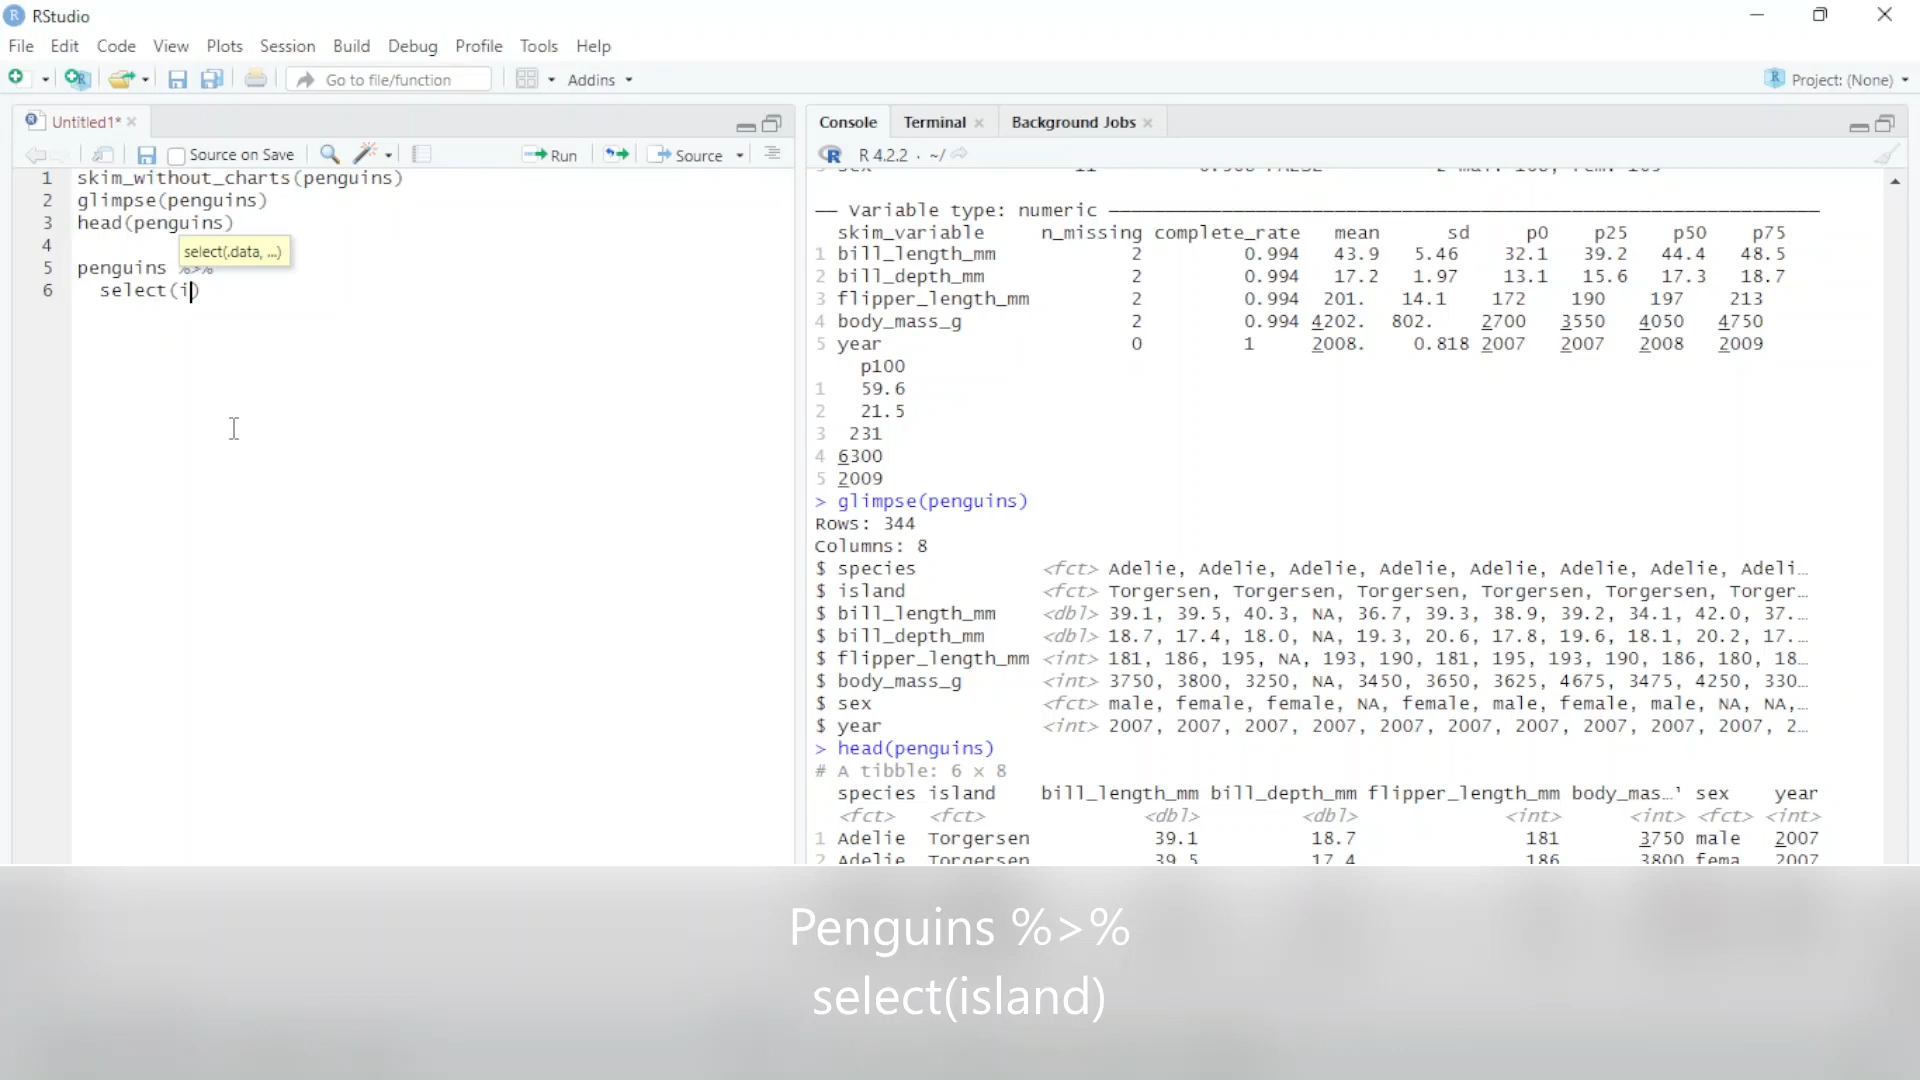 RStudio
File Edit Code View Plots Session Build Debug Profile Tools Help
Go to file/function Addins Project: (None)
Untitled1*
Source on Save Run Source
1 skim_without_charts(penguins)
2 glimpse(penguins)
3 head(penguins)
4
select(.data, ...)
5 penguins %>%
6 select(i)
Console Terminal Background Jobs
R 4.2.2 · ~/
— Variable type: numeric
skim_variable n_missing complete_rate mean sd p0 p25 p50 p75
1 bill_length_mm 2 0.994 43.9 5.46 32.1 39.2 44.4 48.5
2 bill_depth_mm 2 0.994 17.2 1.97 13.1 15.6 17.3 18.7
3 flipper_length_mm 2 0.994 201. 14.1 172 190 197 213
4 body_mass_g 2 0.994 4202. 802. 2700 3550 4050 4750
5 year 0 1 2008. 0.818 2007 2007 2008 2009
p100
1 59.6
2 21.5
3 231
4 6300
5 2009
> glimpse(penguins)
Rows: 344
Columns: 8
$ species <fct> Adelie, Adelie, Adelie, Adelie, Adelie, Adelie, Adelie, Adeli…
$ island <fct> Torgersen, Torgersen, Torgersen, Torgersen, Torgersen, Torger…
$ bill_length_mm <dbl> 39.1, 39.5, 40.3, NA, 36.7, 39.3, 38.9, 39.2, 34.1, 42.0, 37.…
$ bill_depth_mm <dbl> 18.7, 17.4, 18.0, NA, 19.3, 20.6, 17.8, 19.6, 18.1, 20.2, 17.…
$ flipper_length_mm <int> 181, 186, 195, NA, 193, 190, 181, 195, 193, 190, 186, 180, 18…
$ body_mass_g <int> 3750, 3800, 3250, NA, 3450, 3650, 3625, 4675, 3475, 4250, 330…
$ sex <fct> male, female, female, NA, female, male, female, male, NA, NA,…
$ year <int> 2007, 2007, 2007, 2007, 2007, 2007, 2007, 2007, 2007, 2007, 2…
> head(penguins)
# A tibble: 6 × 8
species island bill_length_mm bill_depth_mm flipper_length_mm body_mas…¹ sex year
<fct> <fct> <dbl> <dbl> <int> <int> <fct> <int>
1 Adelie Torgersen 39.1 18.7 181 3750 male 2007
2 Adelie Torgersen 39.5 17.4 186 3800 fema 2007
Penguins %>%
select(island)